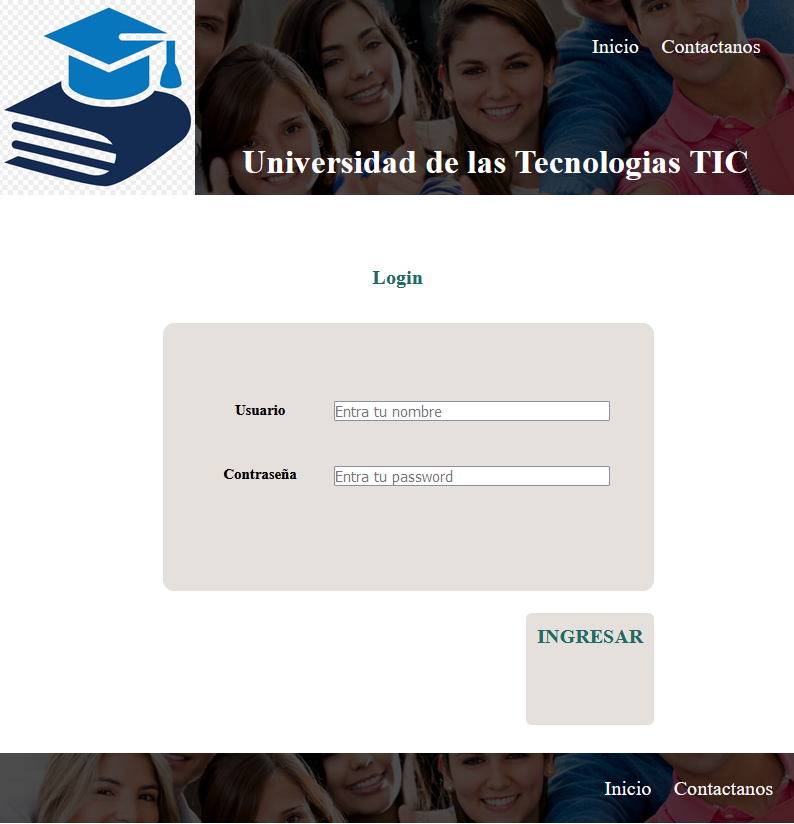 Inicio Contactanos
Universidad de las Tecnologias TIC
Login
Usuario Entra tu nombre
Contraseña Entra tu password
INGRESAR
Inicio Contactanos